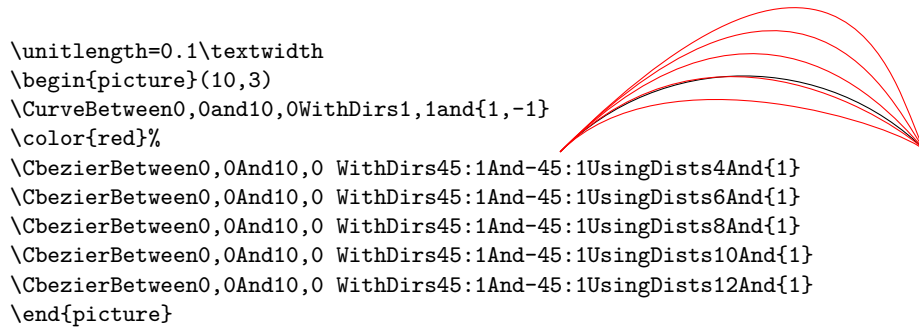 \unitlength=0.1\textwidth
\begin{picture}(10,3)
\CurveBetween0,0and10,0WithDirs1,1and{1,-1}
\color{red}%
\CbezierBetween0,0And10,0 WithDirs45:1And-45:1UsingDists4And{1}
\CbezierBetween0,0And10,0 WithDirs45:1And-45:1UsingDists6And{1}
\CbezierBetween0,0And10,0 WithDirs45:1And-45:1UsingDists8And{1}
\CbezierBetween0,0And10,0 WithDirs45:1And-45:1UsingDists10And{1}
\CbezierBetween0,0And10,0 WithDirs45:1And-45:1UsingDists12And{1}
\end{picture}